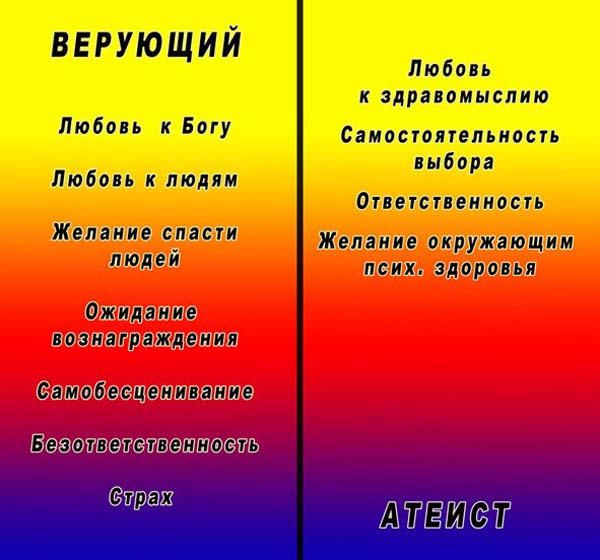 ВЕРУЮЩИЙ
Любовь к Богу
Любовь к людям
Желание спасти
людей
Ожидание
вознаграждения
Самобесценивание
Безответственность
Страх
Любовь
к здравомыслию
Самостоятельность
выбора
Ответственность
Желание окружающим
псих. здоровья
АТЕИСТ